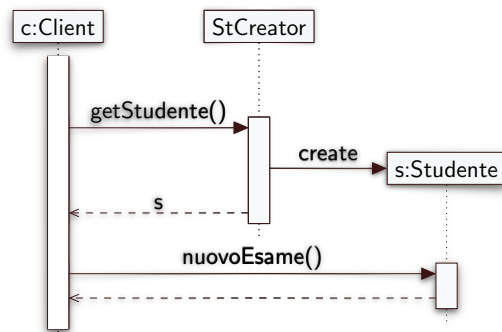 c:Client
StCreator
getStudente()
create
s:Studente
s
nuovoEsame()